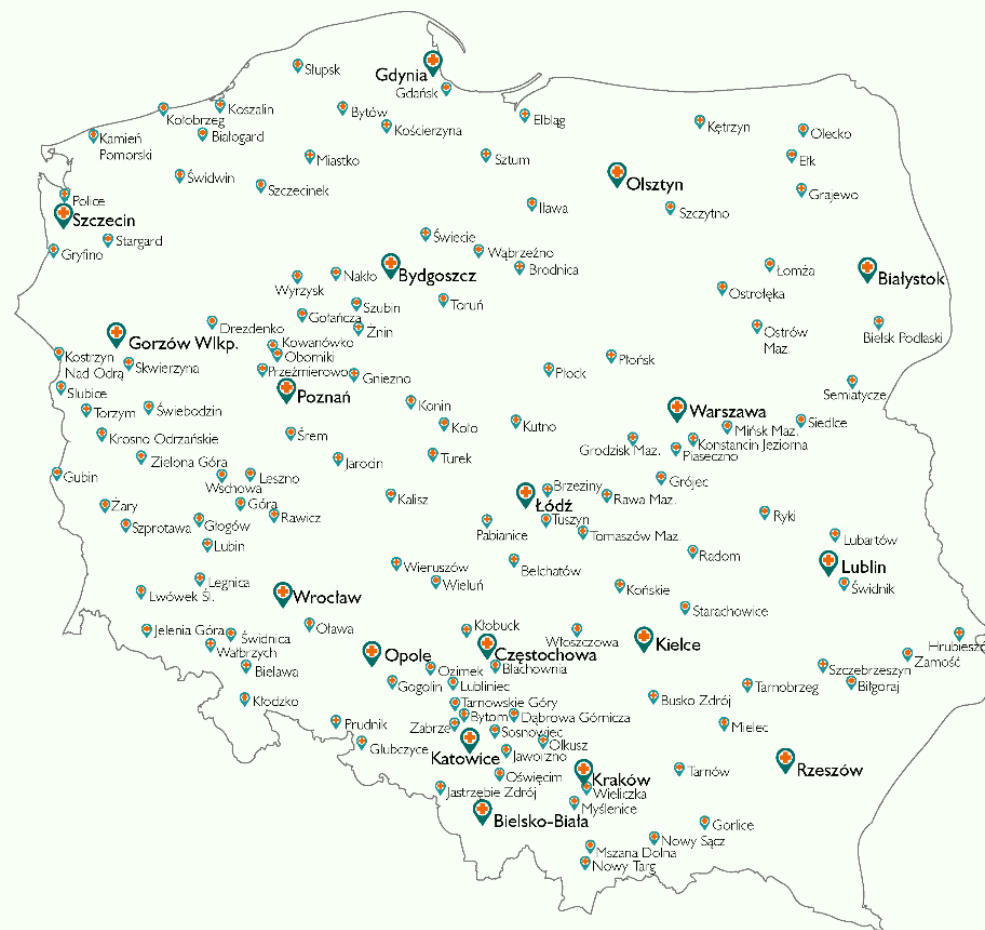 Słupsk
Gdynia
Gdańsk
Koszalin
Kołobrzeg
Białogard
Bytów
Kościerzyna
Elbląg
Kętrzyn
Olecko
Kamień
Pomorski
Miastko
Sztum
Ełk
Świdwin
Szczecinek
Olsztyn
Grajewo
Police
Szczecin
Iława
Szczytno
Stargard
Gryfino
Świecie
Wąbrzeźno
Brodnica
Bydgoszcz
Nakło
Wyrzysk
Łomża
Białystok
Ostrołęka
Szubin
Toruń
Gołańcza
Żnin
Drezdenko
Ostrów
Maz.
Bielsk Podlaski
Gorzów Wlkp.
Kowanówko
Oborniki
Kostrzyn
Nad Odrą
Skwierzyna
Przeźmierowo
Gniezno
Płońsk
Płock
Słubice
Poznań
Semiatycze
Torzym
Świebodzin
Konin
Warszawa
Koło
Kutno
Mińsk Maz.
Siedlce
Krosno Odrzańskie
Śrem
Grodzisk Maz.
Konstancin Jeziorna
Piaseczno
Zielona Góra
Jarocin
Turek
Gubin
Wschowa
Leszno
Grójec
Kalisz
Brzeziny
Łódź
Rawa Maz.
Żary
Góra
Rawicz
Ryki
Szprotawa
Głogów
Pabianice
Tuszyn
Tomaszów Maz.
Lubartów
Lubin
Radom
Wieruszów
Bełchatów
Lublin
Legnica
Wieluń
Końskie
Świdnik
Lwówek Śl.
Wrocław
Starachowice
Jelenia Góra
Świdnica
Wałbrzych
Oława
Kłobuck
Włoszczowa
Kielce
Hrubieszó
Opole
Częstochowa
Zamość
Bielawa
Ozimek
Blachownia
Szczebrzeszyn
Gogolin
Lubliniec
Tarnobrzeg
Biłgoraj
Kłodzko
Tarnowskie Góry
Busko Zdrój
Prudnik
Zabrze
Bytom
Dąbrowa Górnicza
Mielec
Głubczyce
Sosnowiec
Olkusz
Katowice
Jaworzno
Rzeszów
Oświęcim
Kraków
Tarnów
Jastrzębie Zdrój
Wieliczka
Myślenice
Bielsko-Biała
Gorlice
Nowy Sącz
Mszana Dolna
Nowy Targ